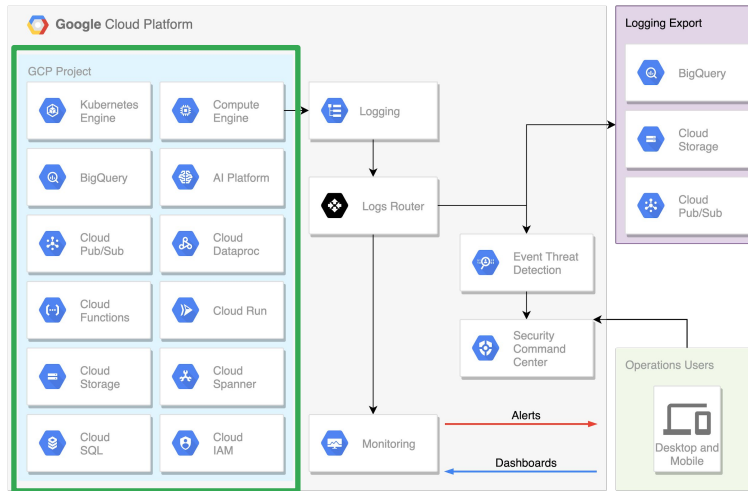 Google Cloud Platform
GCP Project
Kubernetes
Engine
Compute
Engine
BigQuery
AI Platform
Cloud
Pub/Sub
Cloud
Dataproc
Cloud
Functions
Cloud Run
Cloud
Storage
Cloud
Spanner
Cloud
SQL
Cloud
IAM
Logging
Logs Router
Monitoring
Event Threat
Detection
Security
Command
Center
Alerts
Dashboards
Logging Export
BigQuery
Cloud
Storage
Cloud
Pub/Sub
Operations Users
Desktop and
Mobile